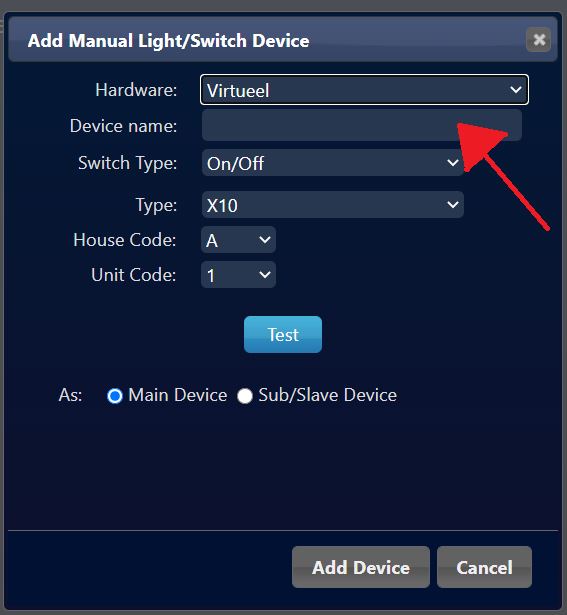 Add Manual Light/Switch Device
Hardware: Virtueel
Device name:
Switch Type: On/Off
Type: X10
House Code: A
Unit Code: 1
Test
As: Main Device Sub/Slave Device
Add Device Cancel